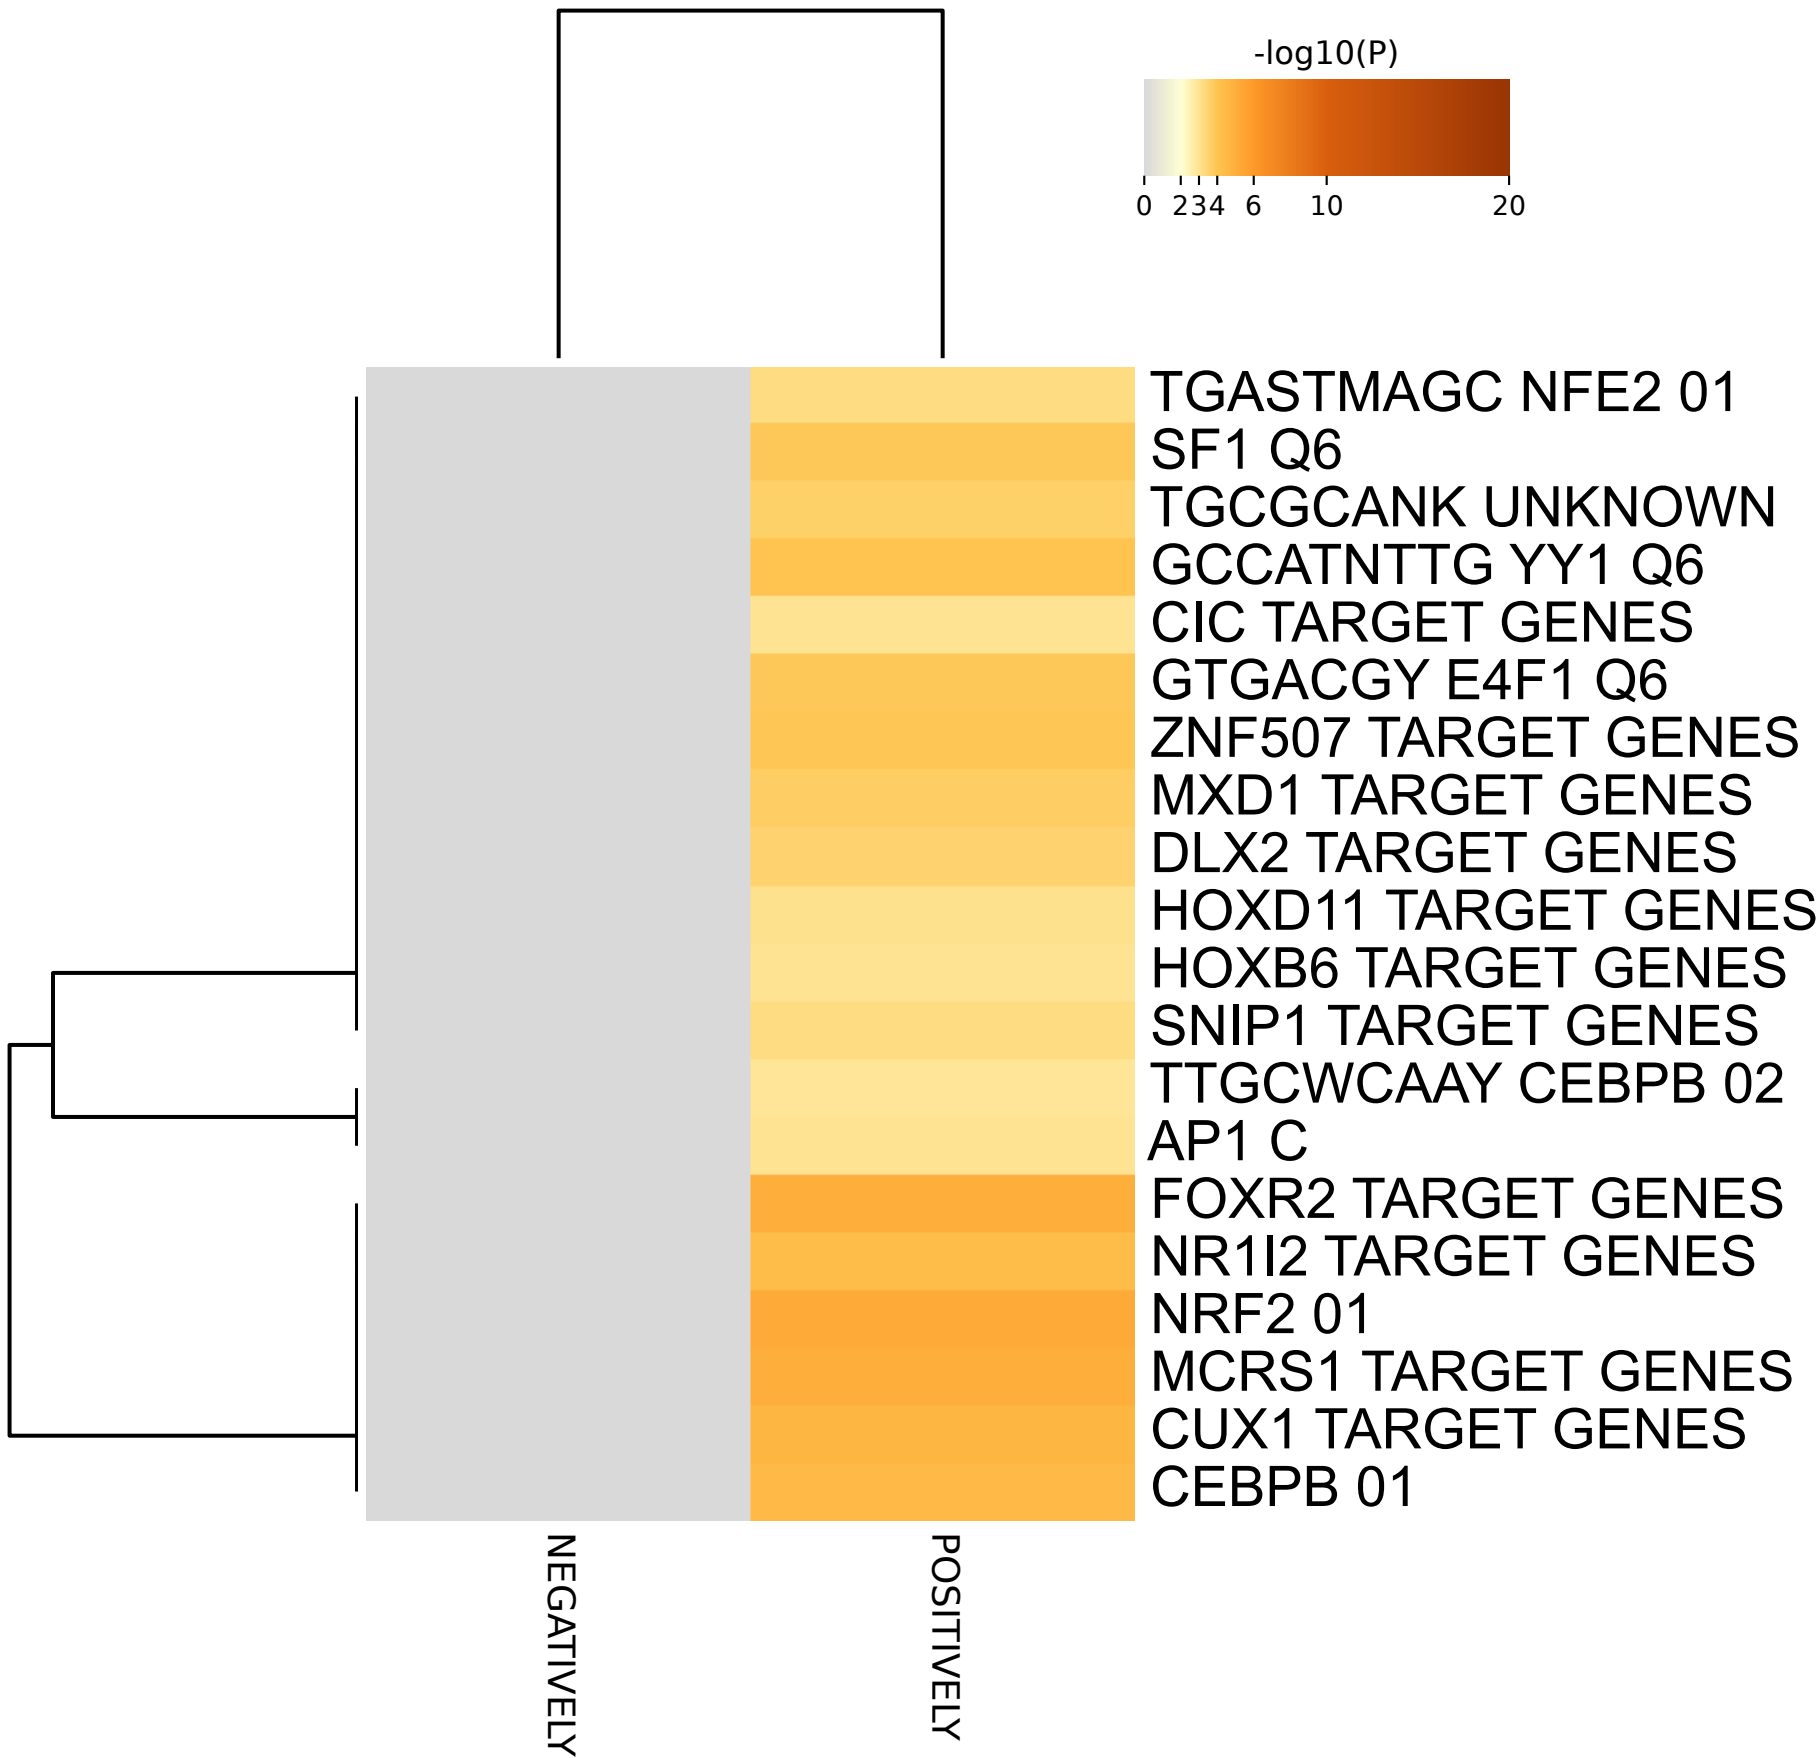 -log10(P)
0 2 3 4 6 10 20
TGASTMAGC NFE2 01
SF1 Q6
TGCGCANK UNKNOWN
GCCATNTTG YY1 Q6
CIC TARGET GENES
GTGACGY E4F1 Q6
ZNF507 TARGET GENES
MXD1 TARGET GENES
DLX2 TARGET GENES
HOXD11 TARGET GENES
HOXB6 TARGET GENES
SNIP1 TARGET GENES
TTGCWCAAY CEBPB 02
AP1 C
FOXR2 TARGET GENES
NR1I2 TARGET GENES
NRF2 01
MCRS1 TARGET GENES
CUX1 TARGET GENES
CEBPB 01
NEGATIVELY
POSITIVELY